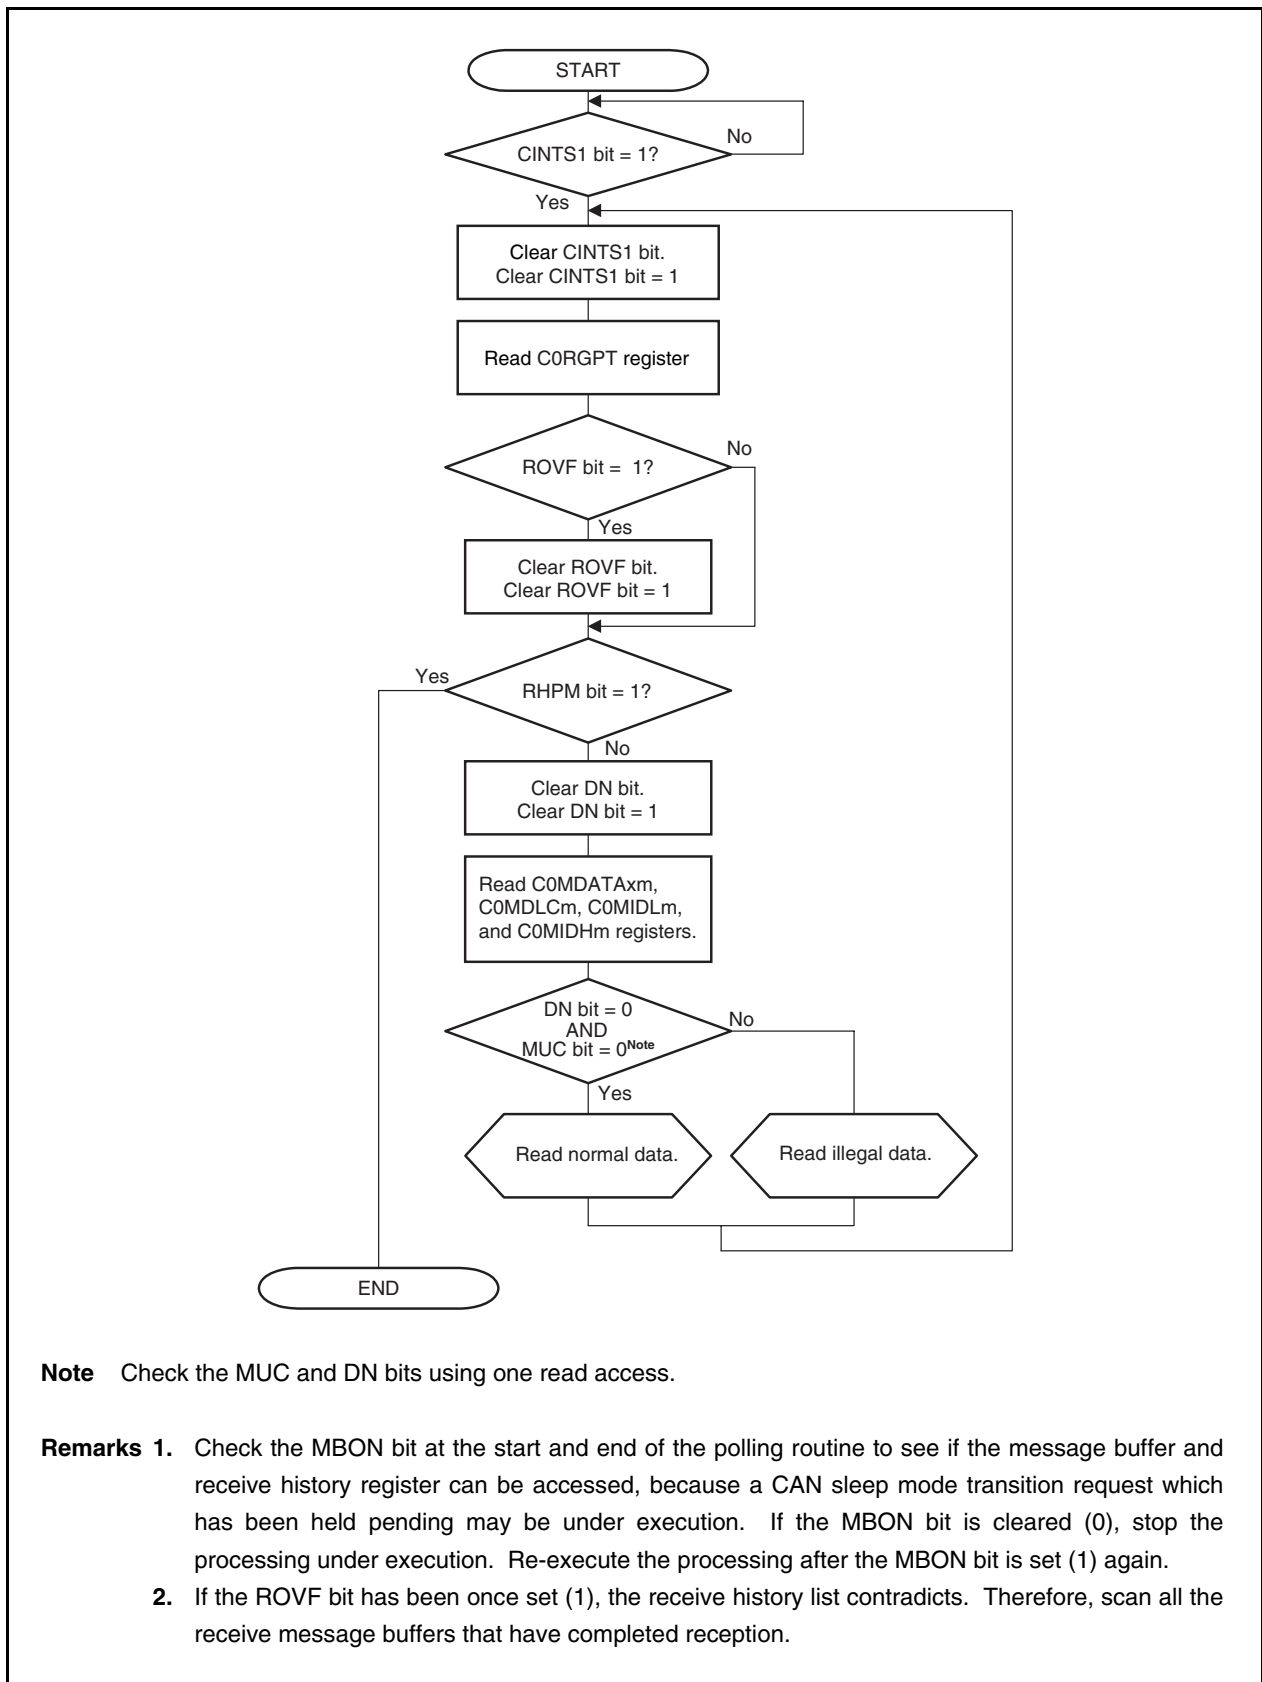 START
No
CINTS1 bit = 1?
Yes
Clear CINTS1 bit.
Clear CINTS1 bit = 1
Read C0RGPT register
No
ROVF bit = 1?
Yes
Clear ROVF bit.
Clear ROVF bit = 1
Yes
RHPM bit = 1?
No
Clear DN bit.
Clear DN bit = 1
Read C0MDATAxm,
C0MDLCm, C0MIDLm,
and C0MIDHm registers.
DN bit = 0
AND
MUC bit = 0Note
No
Yes
Read normal data.
Read illegal data.
END
Note Check the MUC and DN bits using one read access.
Remarks 1. Check the MBON bit at the start and end of the polling routine to see if the message buffer and
receive history register can be accessed, because a CAN sleep mode transition request which
has been held pending may be under execution. If the MBON bit is cleared (0), stop the
processing under execution. Re-execute the processing after the MBON bit is set (1) again.
2. If the ROVF bit has been once set (1), the receive history list contradicts. Therefore, scan all the
receive message buffers that have completed reception.